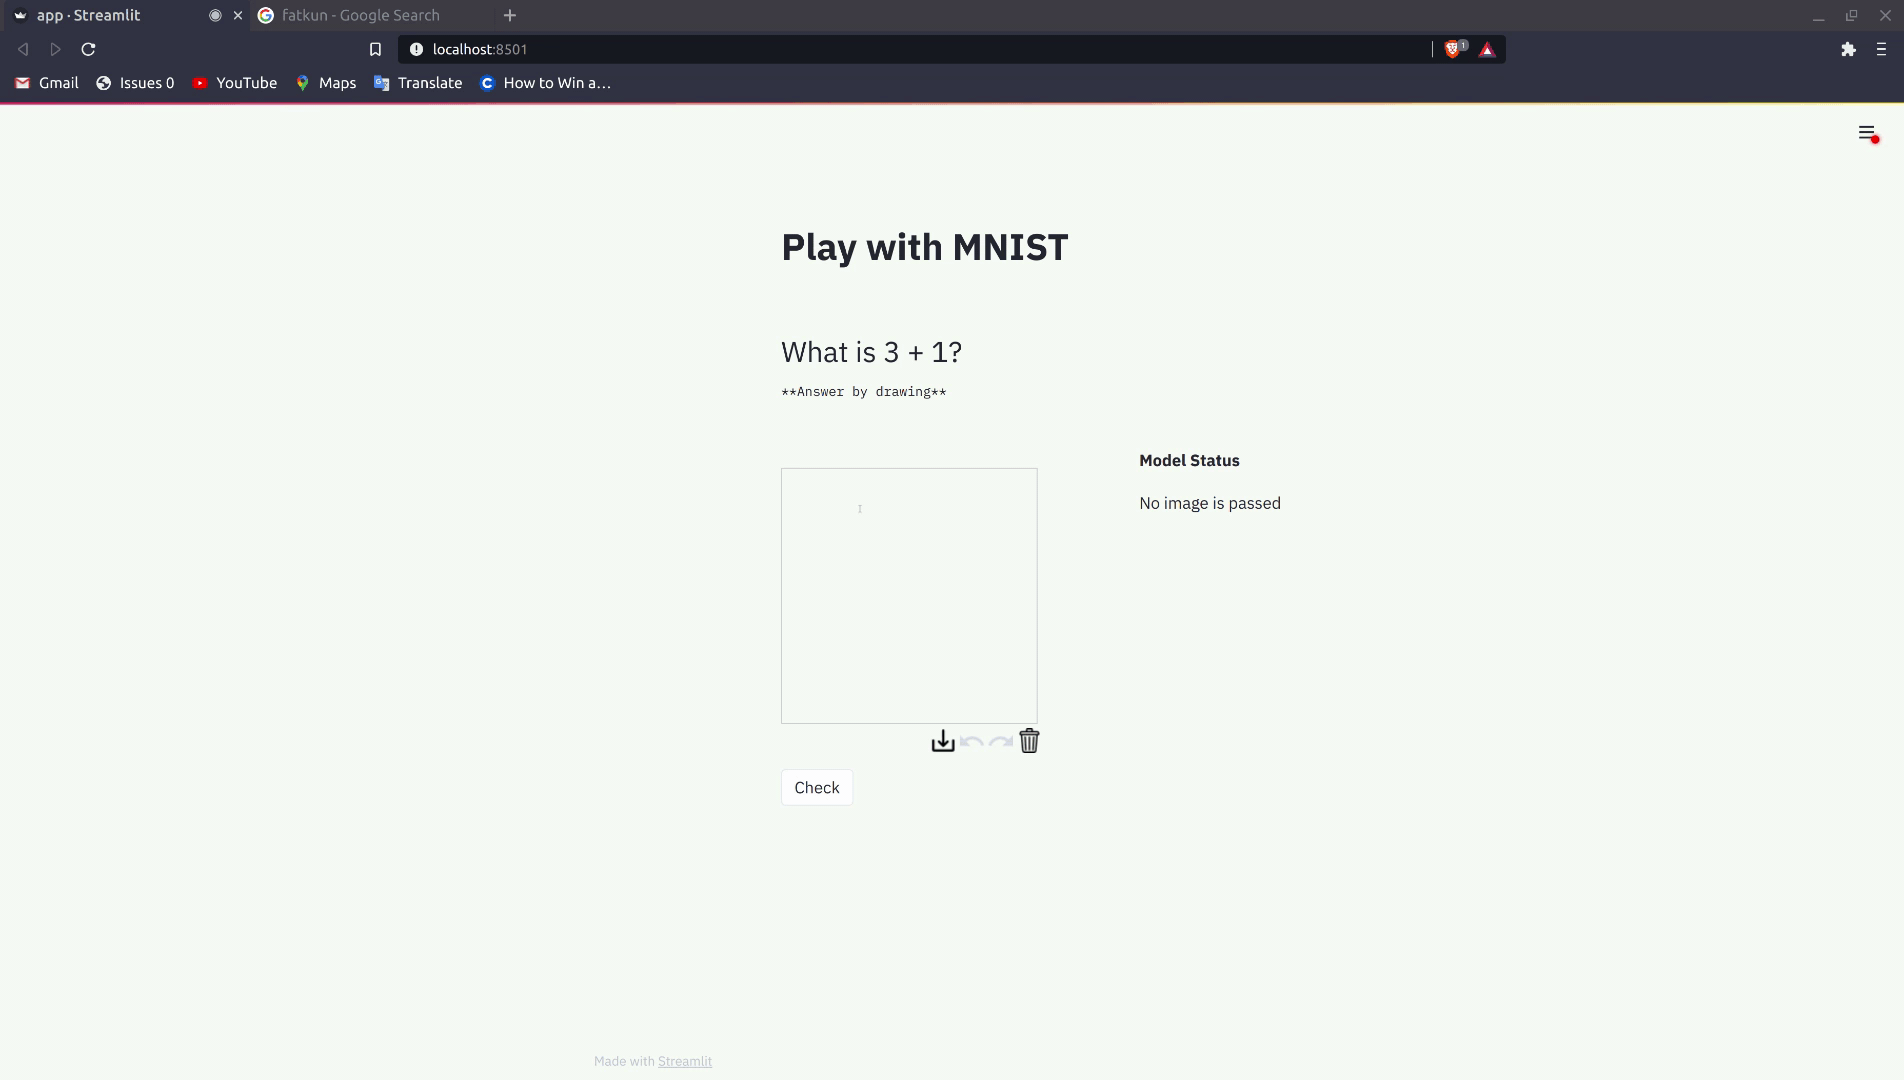 app · Streamlit
fatkun - Google Search
localhost:8501
1
Gmail
Issues 0
YouTube
Maps
Translate
How to Win a...
Play with MNIST
What is 3 + 1?
**Answer by drawing**
Model Status
No image is passed
Check
Made with Streamlit